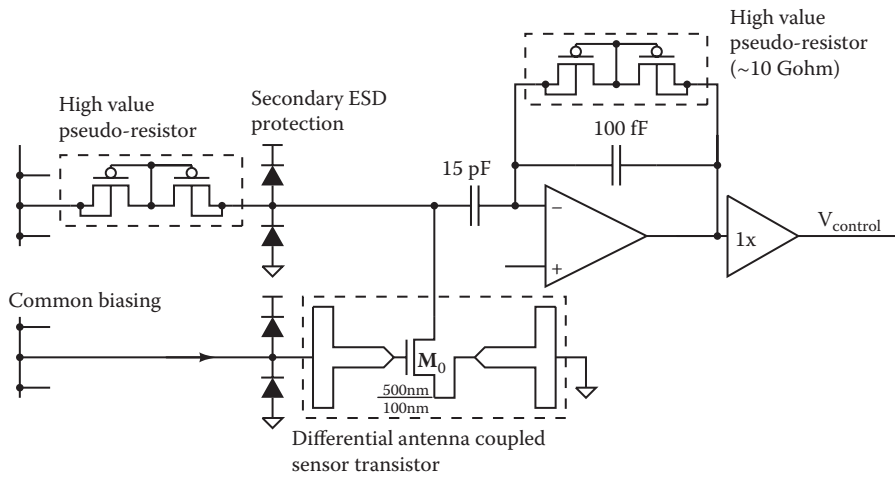 High value
pseudo-resistor
(~10 Gohm)
High value
pseudo-resistor
Secondary ESD
protection
100 fF
15 pF
−
+
1x
V_control
Common biasing
M_0
500nm
100nm
Differential antenna coupled
sensor transistor